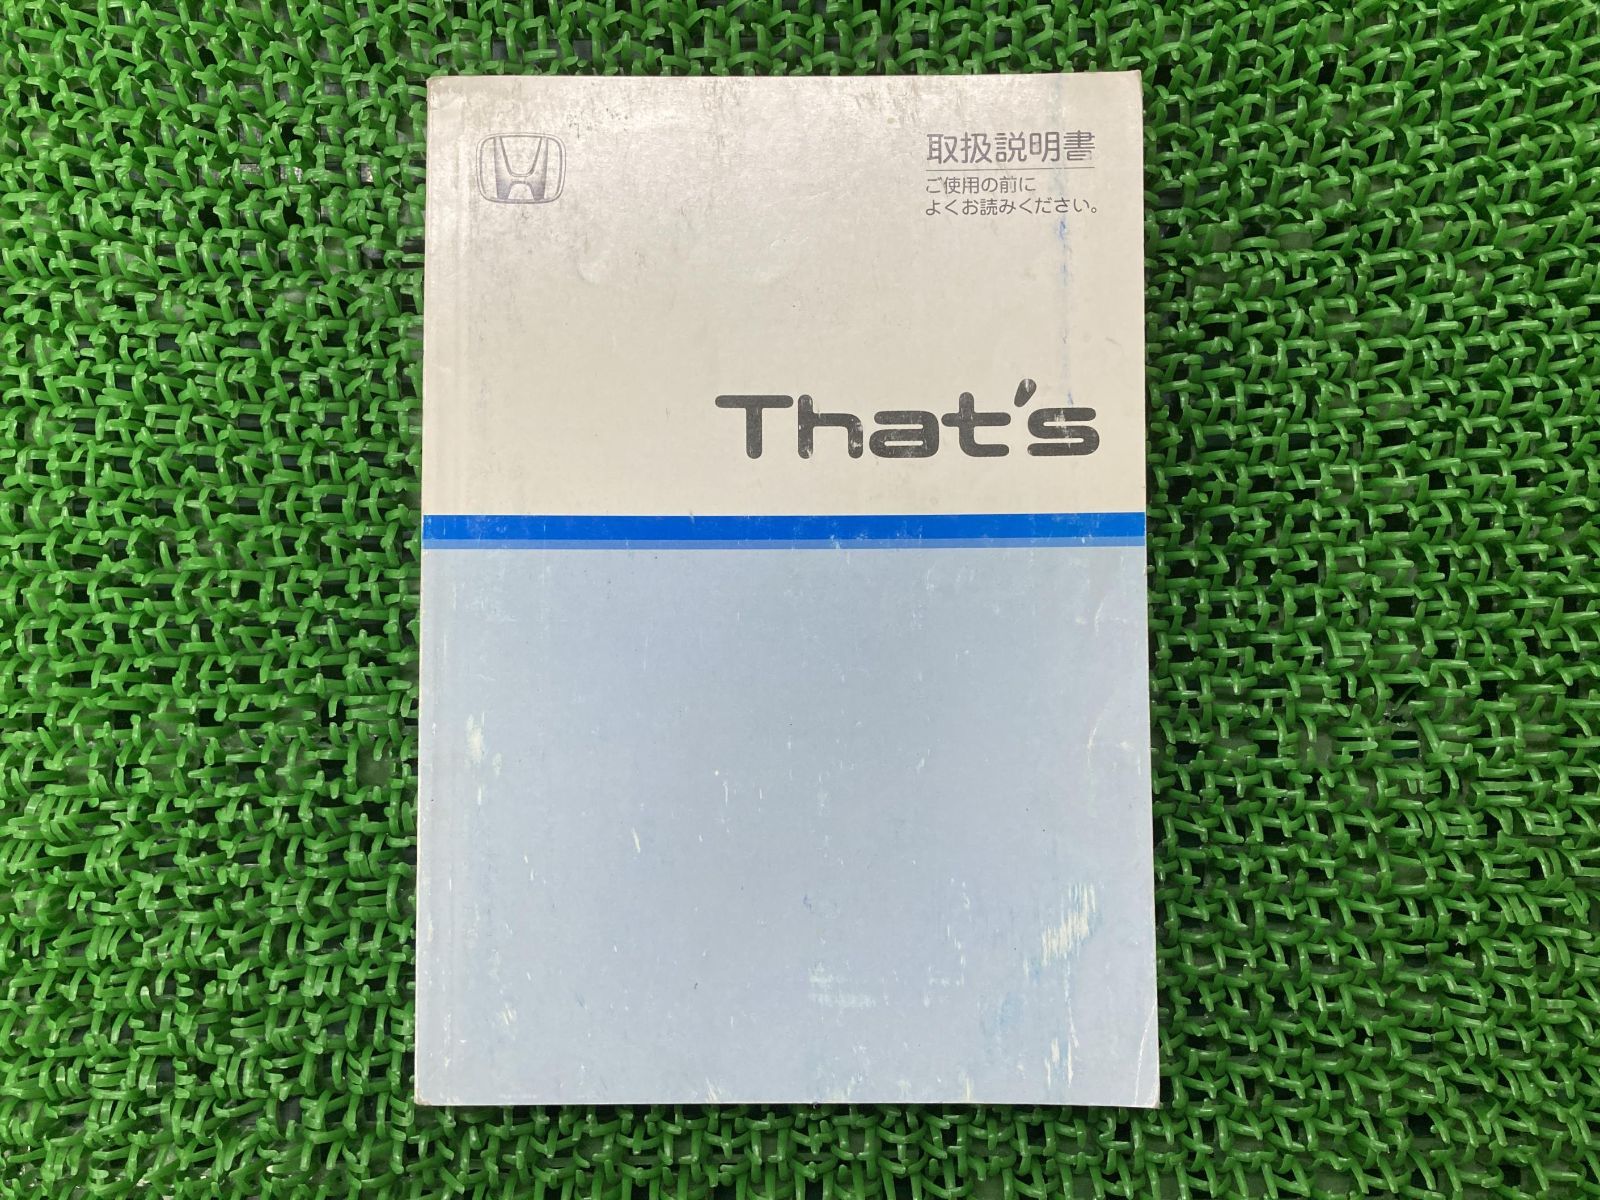 取扱説明書
ご使用の前に
よくお読みください。
That's